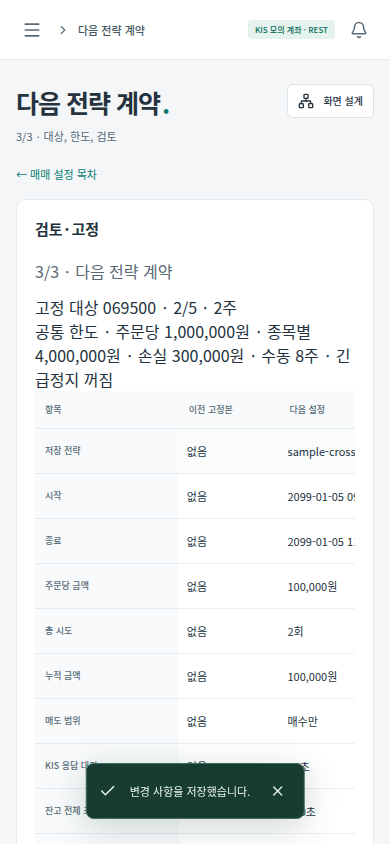 다음 전략 계약
KIS 모의 계좌 · REST
다음 전략 계약.
화면 설계
3/3 · 대상, 한도, 검토
← 매매 설정 목차
검토·고정
3/3 · 다음 전략 계약
고정 대상 069500 · 2/5 · 2주
공통 한도 · 주문당 1,000,000원 · 종목별
4,000,000원 · 손실 300,000원 · 수동 8주 · 긴
급정지 꺼짐
항목 이전 고정본 다음 설정
저장 전략 없음 sample-cross
시작 없음 2099-01-05
종료 없음 2099-01-05
주문당 금액 없음 100,000원
총 시도 없음 2회
누적 금액 없음 100,000원
매도 범위 없음 매수만
KIS 응답 초
변경 사항을 저장했습니다.
잔고 전체 초